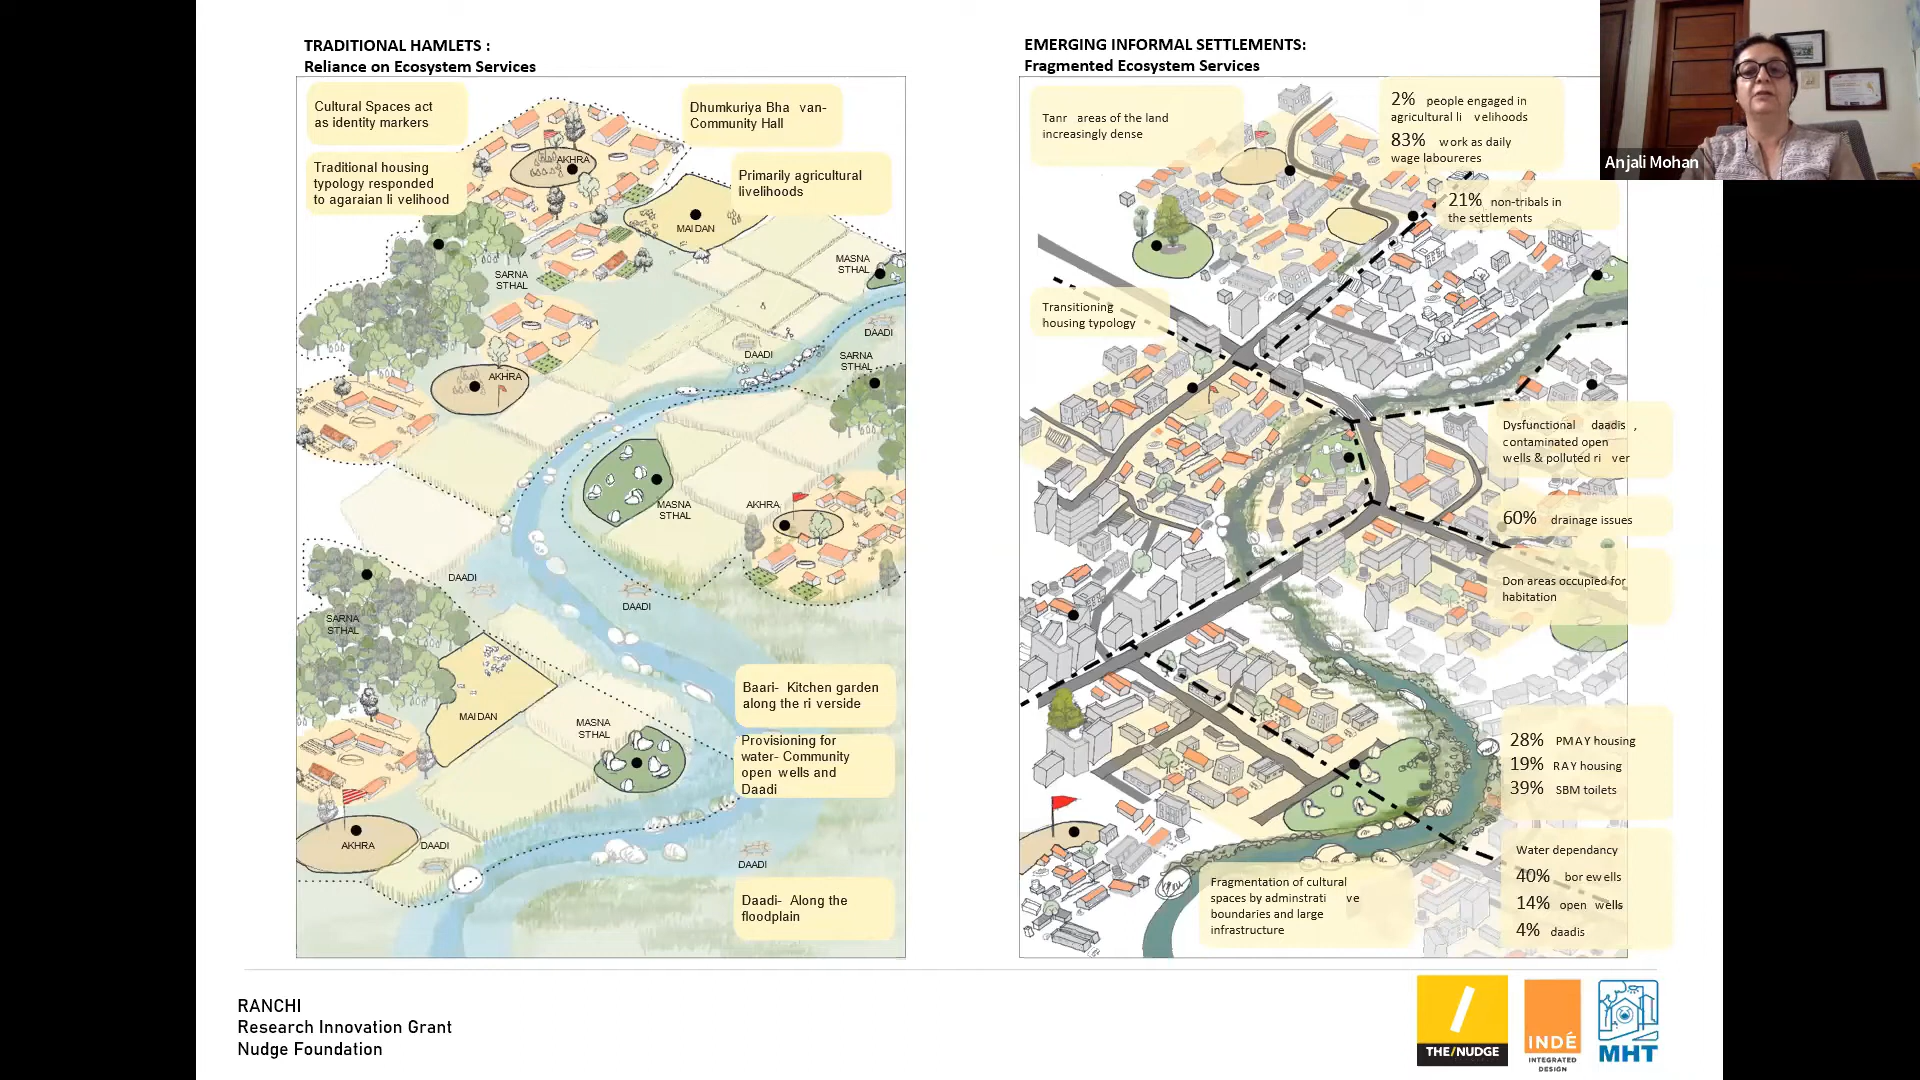 TRADITIONAL HAMLETS :
Reliance on Ecosystem Services
Cultural Spaces act
as identity markers
Traditional housing
typology responded
to agaraian li velihood
Dhumkuriya Bha van-
Community Hall
Primarily agricultural
livelihoods
AKHRA
MAIDAN
SARNA
STHAL
MASNA
STHAL
DAADI
DAADI
SARNA
STHAL
AKHRA
MASNA
STHAL
AKHRA
DAADI
DAADI
SARNA
STHAL
MAIDAN
MASNA
STHAL
Baari- Kitchen garden
along the ri verside
Provisioning for
water- Community
open wells and
Daadi
AKHRA
DAADI
DAADI
Daadi- Along the
floodplain
EMERGING INFORMAL SETTLEMENTS:
Fragmented Ecosystem Services
Tanr areas of the land
increasingly dense
2% people engaged in
agricultural li velihoods
83% work as daily
wage laboureres
21% non-tribals in
the settlements
Transitioning
housing typology
Dysfunctional daadis ,
contaminated open
wells & polluted ri ver
60% drainage issues
Don areas occupied for
habitation
28% PMAY housing
19% RAY housing
39% SBM toilets
Water dependancy
40% bor ewells
14% open wells
4% daadis
Fragmentation of cultural
spaces by adminstrati ve
boundaries and large
infrastructure
Anjali Mohan
RANCHI
Research Innovation Grant
Nudge Foundation
THE/NUDGE
INDÉ
INTEGRATED
DESIGN
MHT